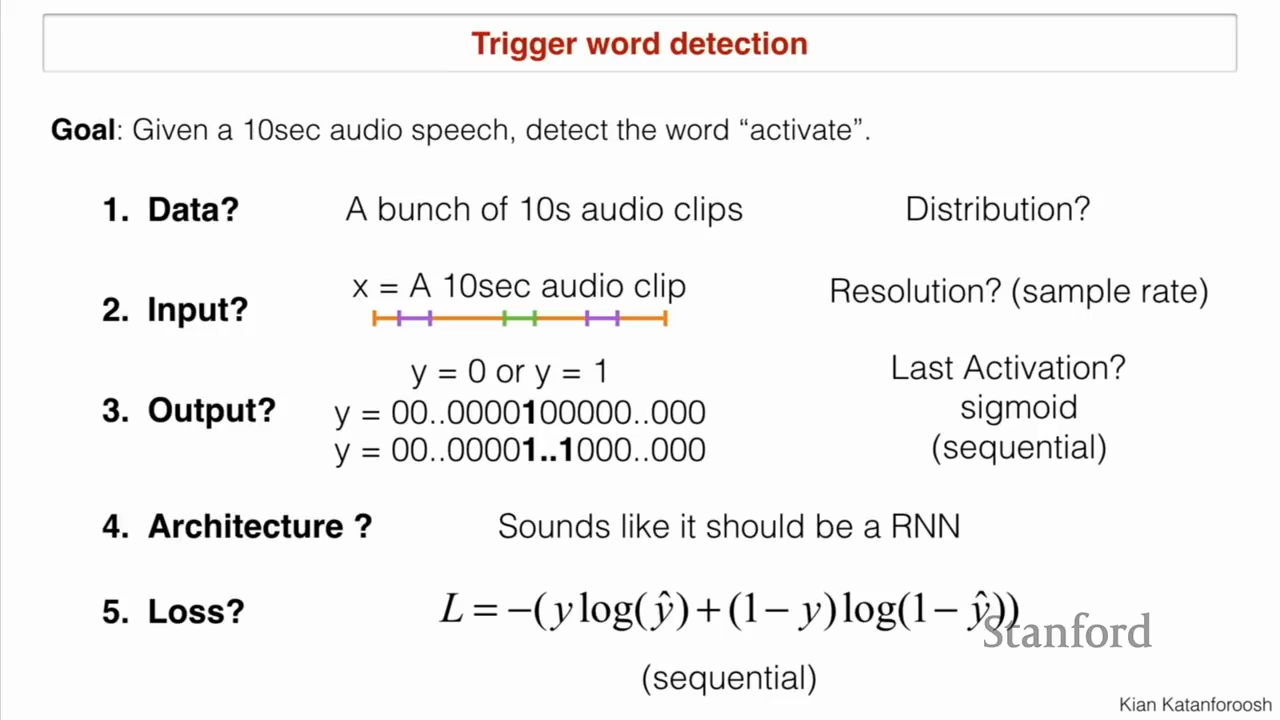 Trigger word detection
Goal: Given a 10sec audio speech, detect the word “activate”.
1. Data? A bunch of 10s audio clips Distribution?
2. Input? x = A 10sec audio clip Resolution? (sample rate)
3. Output? y = 0 or y = 1 Last Activation?
y = 00..0000100000..000 sigmoid
y = 00..00001..1000..000 (sequential)
4. Architecture ? Sounds like it should be a RNN
5. Loss? L = −(y log(ŷ) + (1 − y) log(1 − ŷ))
(sequential)
Stanford
Kian Katanforoosh